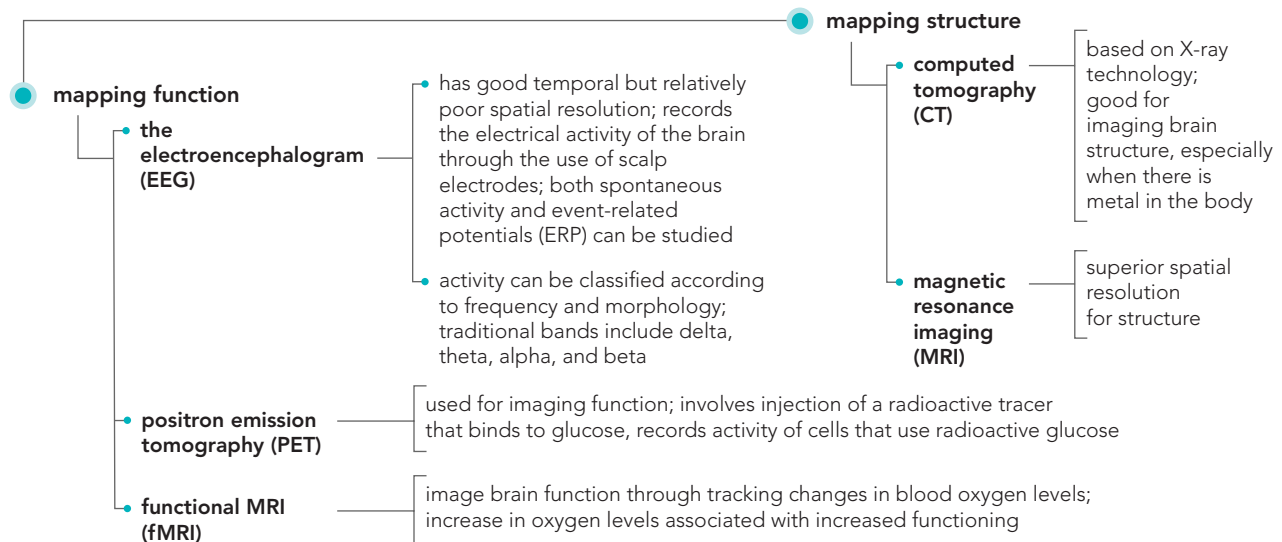 mapping structure
computed
tomography
(CT)
based on X-ray
technology;
good for
imaging brain
structure, especially
when there is
metal in the body
magnetic
resonance
imaging
(MRI)
superior spatial
resolution
for structure
mapping function
the
electroencephalogram
(EEG)
has good temporal but relatively
poor spatial resolution; records
the electrical activity of the brain
through the use of scalp
electrodes; both spontaneous
activity and event-related
potentials (ERP) can be studied
activity can be classified according
to frequency and morphology;
traditional bands include delta,
theta, alpha, and beta
positron emission
tomography (PET)
used for imaging function; involves injection of a radioactive tracer
that binds to glucose, records activity of cells that use radioactive glucose
functional MRI
(fMRI)
image brain function through tracking changes in blood oxygen levels;
increase in oxygen levels associated with increased functioning